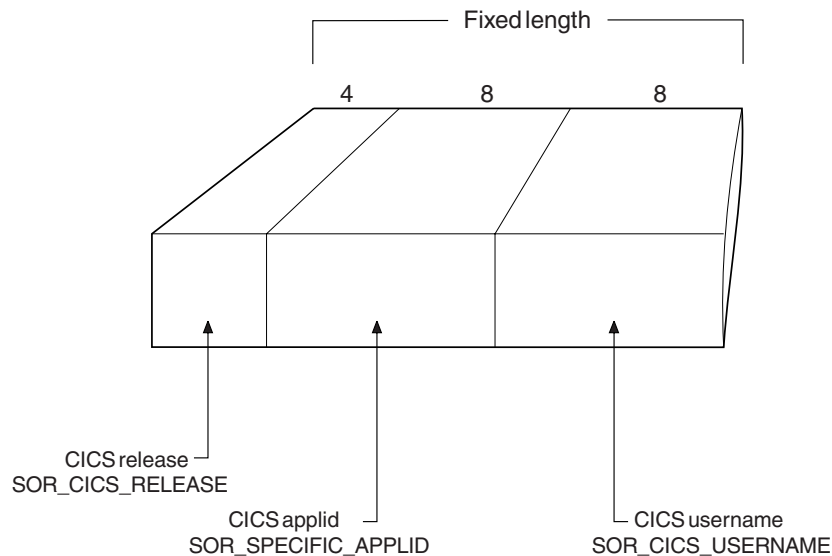 Fixed length
4 8 8
CICS release
SOR_CICS_RELEASE
CICS applid
SOR_SPECIFIC_APPLID
CICS username
SOR_CICS_USERNAME